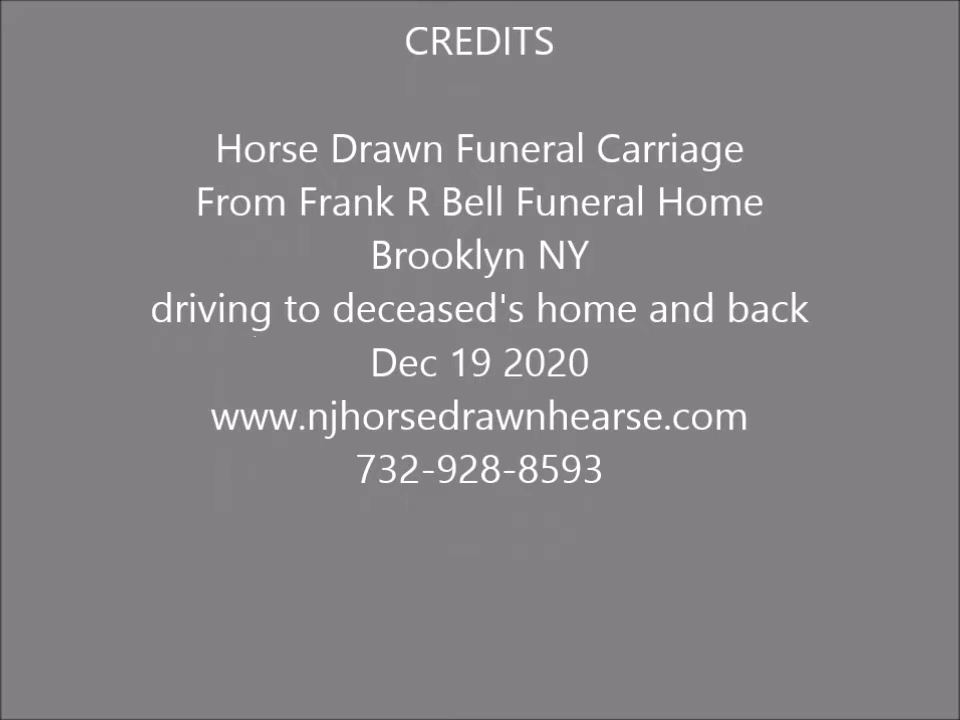 CREDITS
Horse Drawn Funeral Carriage
From Frank R Bell Funeral Home
Brooklyn NY
driving to deceased's home and back
Dec 19 2020
www.njhorsedrawnhearse.com
732-928-8593